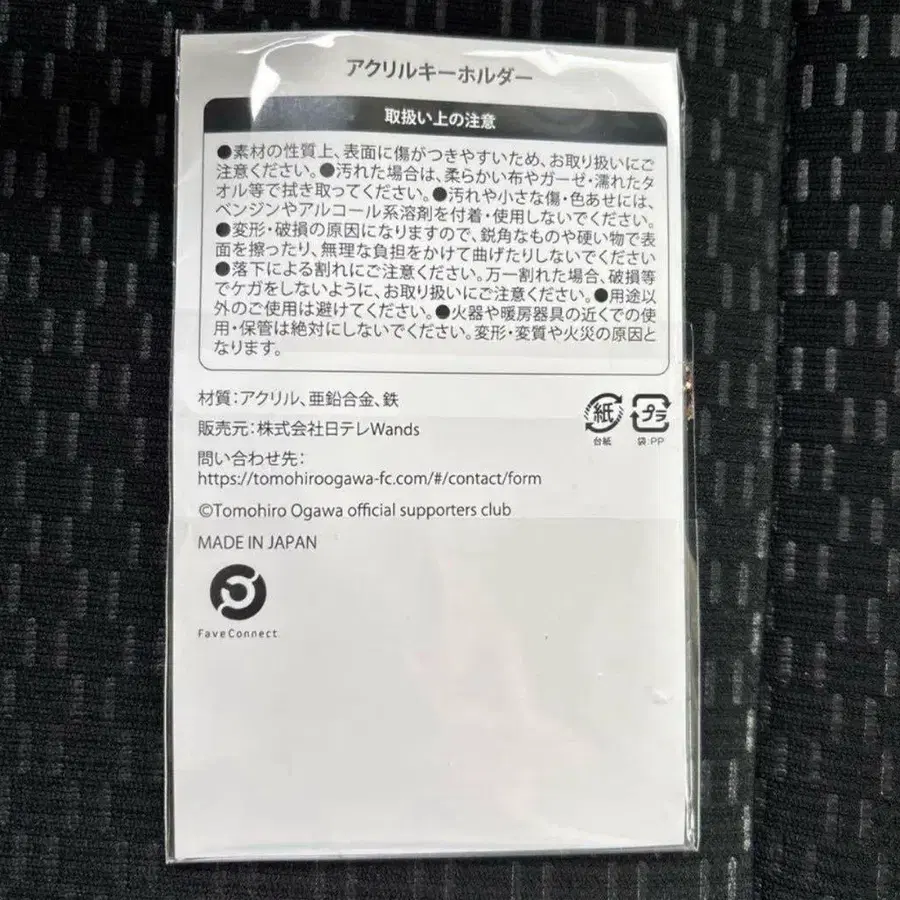 アクリルキーホルダー
取扱い上の注意
●素材の性質上、表面に傷がつきやすいため、お取り扱いにご
注意ください。●汚れた場合は、柔らかい布やガーゼ・濡れたタ
オル等で拭き取ってください。●汚れや小さな傷・色あせには、
ベンジンやアルコール系溶剤を付着・使用しないでください。
●変形・破損の原因になりますので、鋭角なものや硬い物で表
面を擦ったり、無理な負担をかけて曲げたりしないでください
●落下による割れにご注意ください。万一割れた場合、破損等
でケガをしないように、お取り扱いにご注意ください。●用途以
外のご使用は避けてください。●火器や暖房器具の近くでの使
用・保管は絶対にしないでください。変形・変質や火災の原因と
なります。
材質：アクリル、亜鉛合金、鉄
販売元：株式会社日テレWands
問い合わせ先：
https://tomohiroogawa-fc.com/#/contact/form
©Tomohiro Ogawa official supporters club
MADE IN JAPAN
FaveConnect
紙
台紙
プラ
袋:PP